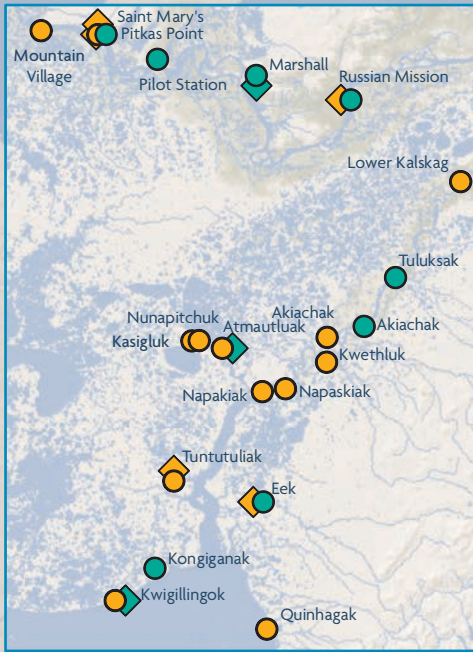 Saint Mary's
Pitkas Point
Mountain
Village
Pilot Station
Marshall
Russian Mission
Lower Kalskag
Tuluksak
Nunapitchuk
Akiachak
Atmautluak
Akiachak
Kasigluk
Kwethluk
Napakiak
Napaskiak
Tuntutuliak
Eek
Kongiganak
Kwigillingok
Quinhagak